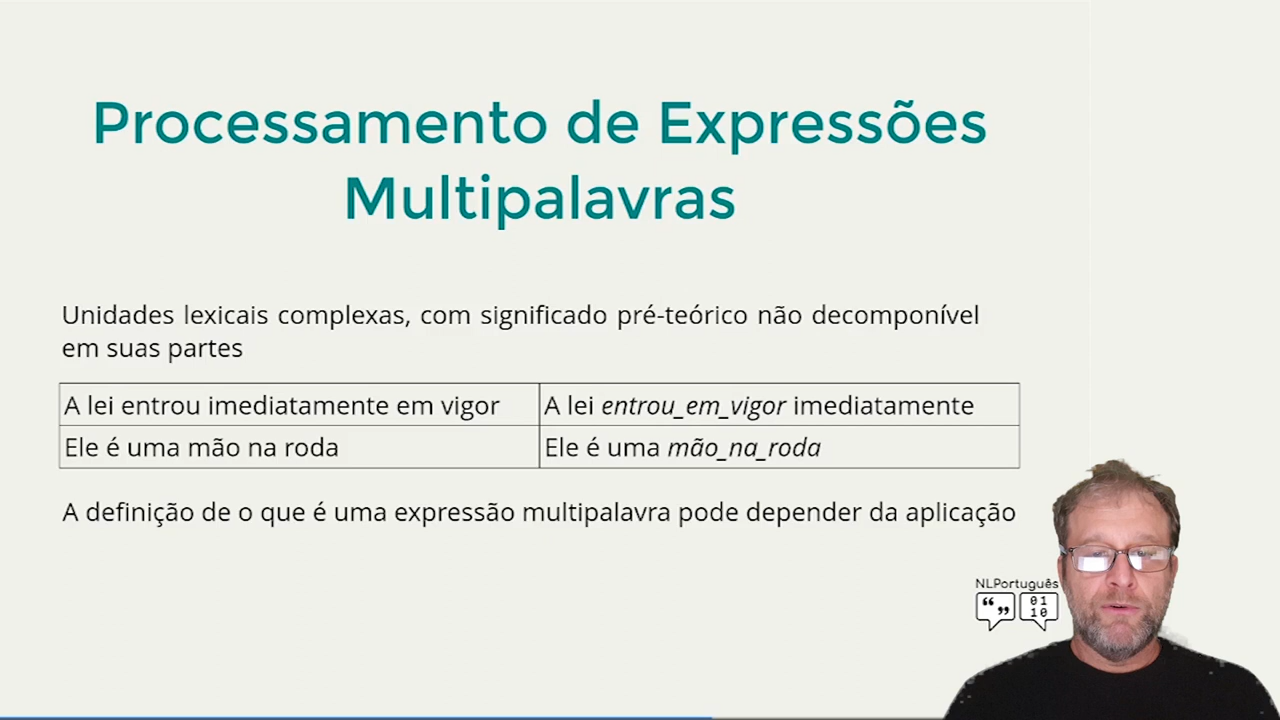 Processamento de Expressões
Multipalavras
Unidades lexicais complexas, com significado pré-teórico não decomponível
em suas partes
A lei entrou imediatamente em vigor
A lei entrou_em_vigor imediatamente
Ele é uma mão na roda
Ele é uma mão_na_roda
A definição de o que é uma expressão multipalavra pode depender da aplicação
NLPortuguês
“ ”
01
10